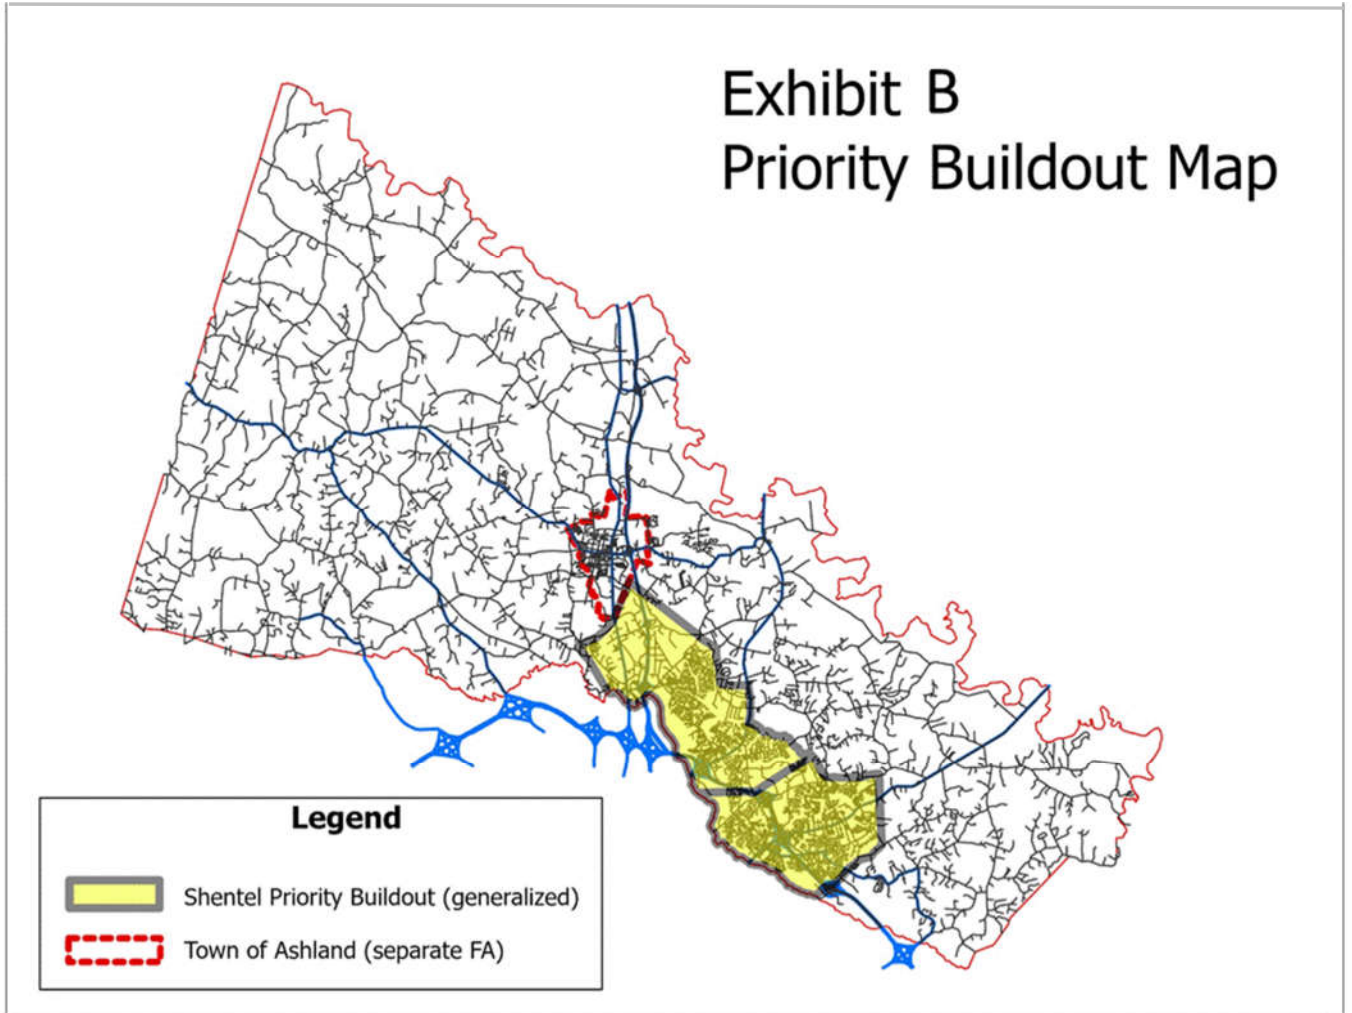 Exhibit B
Priority Buildout Map
Legend
Shentel Priority Buildout (generalized)
Town of Ashland (separate FA)